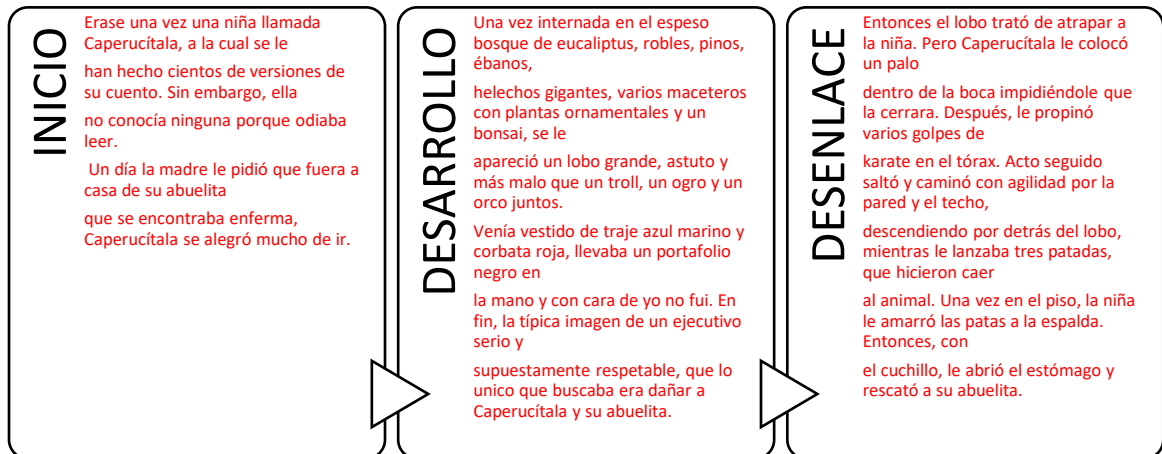 INICIO
Erase una vez una niña llamada
Caperucítala, a la cual se le
han hecho cientos de versiones de
su cuento. Sin embargo, ella
no conocía ninguna porque odiaba
leer.
Un día la madre le pidió que fuera a
casa de su abuelita
que se encontraba enferma,
Caperucítala se alegró mucho de ir.
DESARROLLO
Una vez internada en el espeso
bosque de eucaliptus, robles, pinos,
ébanos,
helechos gigantes, varios maceteros
con plantas ornamentales y un
bonsai, se le
apareció un lobo grande, astuto y
más malo que un troll, un ogro y un
orco juntos.
Venía vestido de traje azul marino y
corbata roja, llevaba un portafolio
negro en
la mano y con cara de yo no fui. En
fin, la típica imagen de un ejecutivo
serio y
supuestamente respetable, que lo
unico que buscaba era dañar a
Caperucítala y su abuelita.
DESENLACE
Entonces el lobo trató de atrapar a
la niña. Pero Caperucítala le colocó
un palo
dentro de la boca impidiéndole que
la cerrara. Después, le propinó
varios golpes de
karate en el tórax. Acto seguido
saltó y caminó con agilidad por la
pared y el techo,
descendiendo por detrás del lobo,
mientras le lanzaba tres patadas,
que hicieron caer
al animal. Una vez en el piso, la niña
le amarró las patas a la espalda.
Entonces, con
el cuchillo, le abrió el estómago y
rescató a su abuelita.